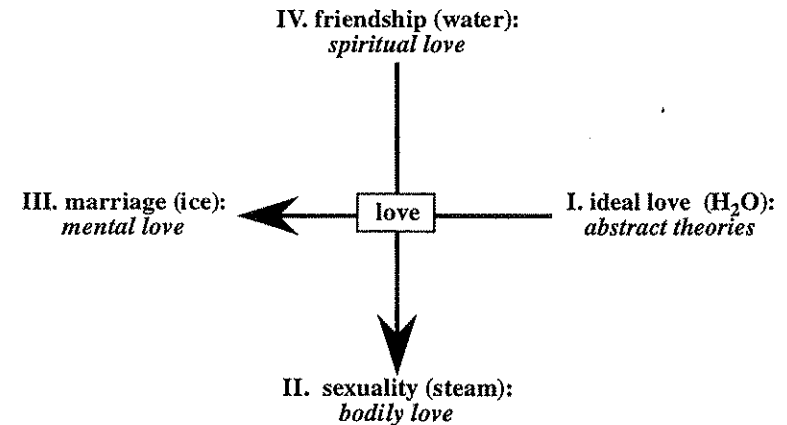 IV. friendship (water):
spiritual love
III. marriage (ice):
mental love
love
I. ideal love (H₂O):
abstract theories
II. sexuality (steam):
bodily love